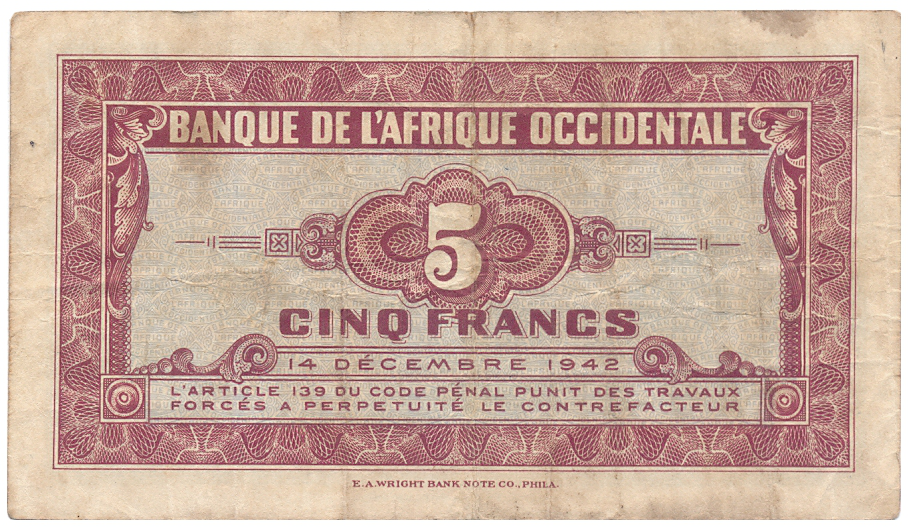 BANQUE DE L'AFRIQUE OCCIDENTALE
5
CINQ FRANCS
14 DÉCEMBRE 1942
L'ARTICLE 139 DU CODE PÉNAL PUNIT DES TRAVAUX
FORCÉS A PERPETUITÉ LE CONTREFACTEUR
E.A.WRIGHT BANK NOTE CO., PHILA.